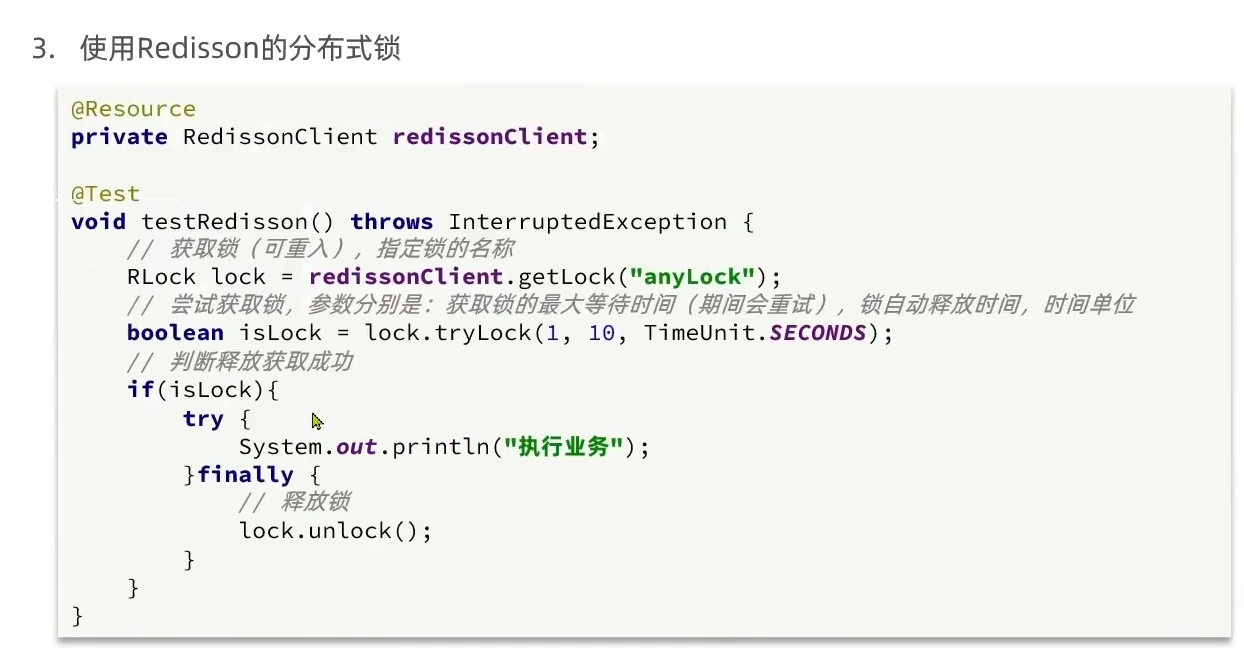 3. 使用Redisson的分布式锁
@Resource
private RedissonClient redissonClient;
@Test
void testRedisson() throws InterruptedException {
// 获取锁（可重入），指定锁的名称
RLock lock = redissonClient.getLock("anyLock");
// 尝试获取锁，参数分别是：获取锁的最大等待时间（期间会重试），锁自动释放时间，时间单位
boolean isLock = lock.tryLock(1, 10, TimeUnit.SECONDS);
// 判断释放获取成功
if(isLock){
try {
System.out.println("执行业务");
}finally {
// 释放锁
lock.unlock();
}
}
}